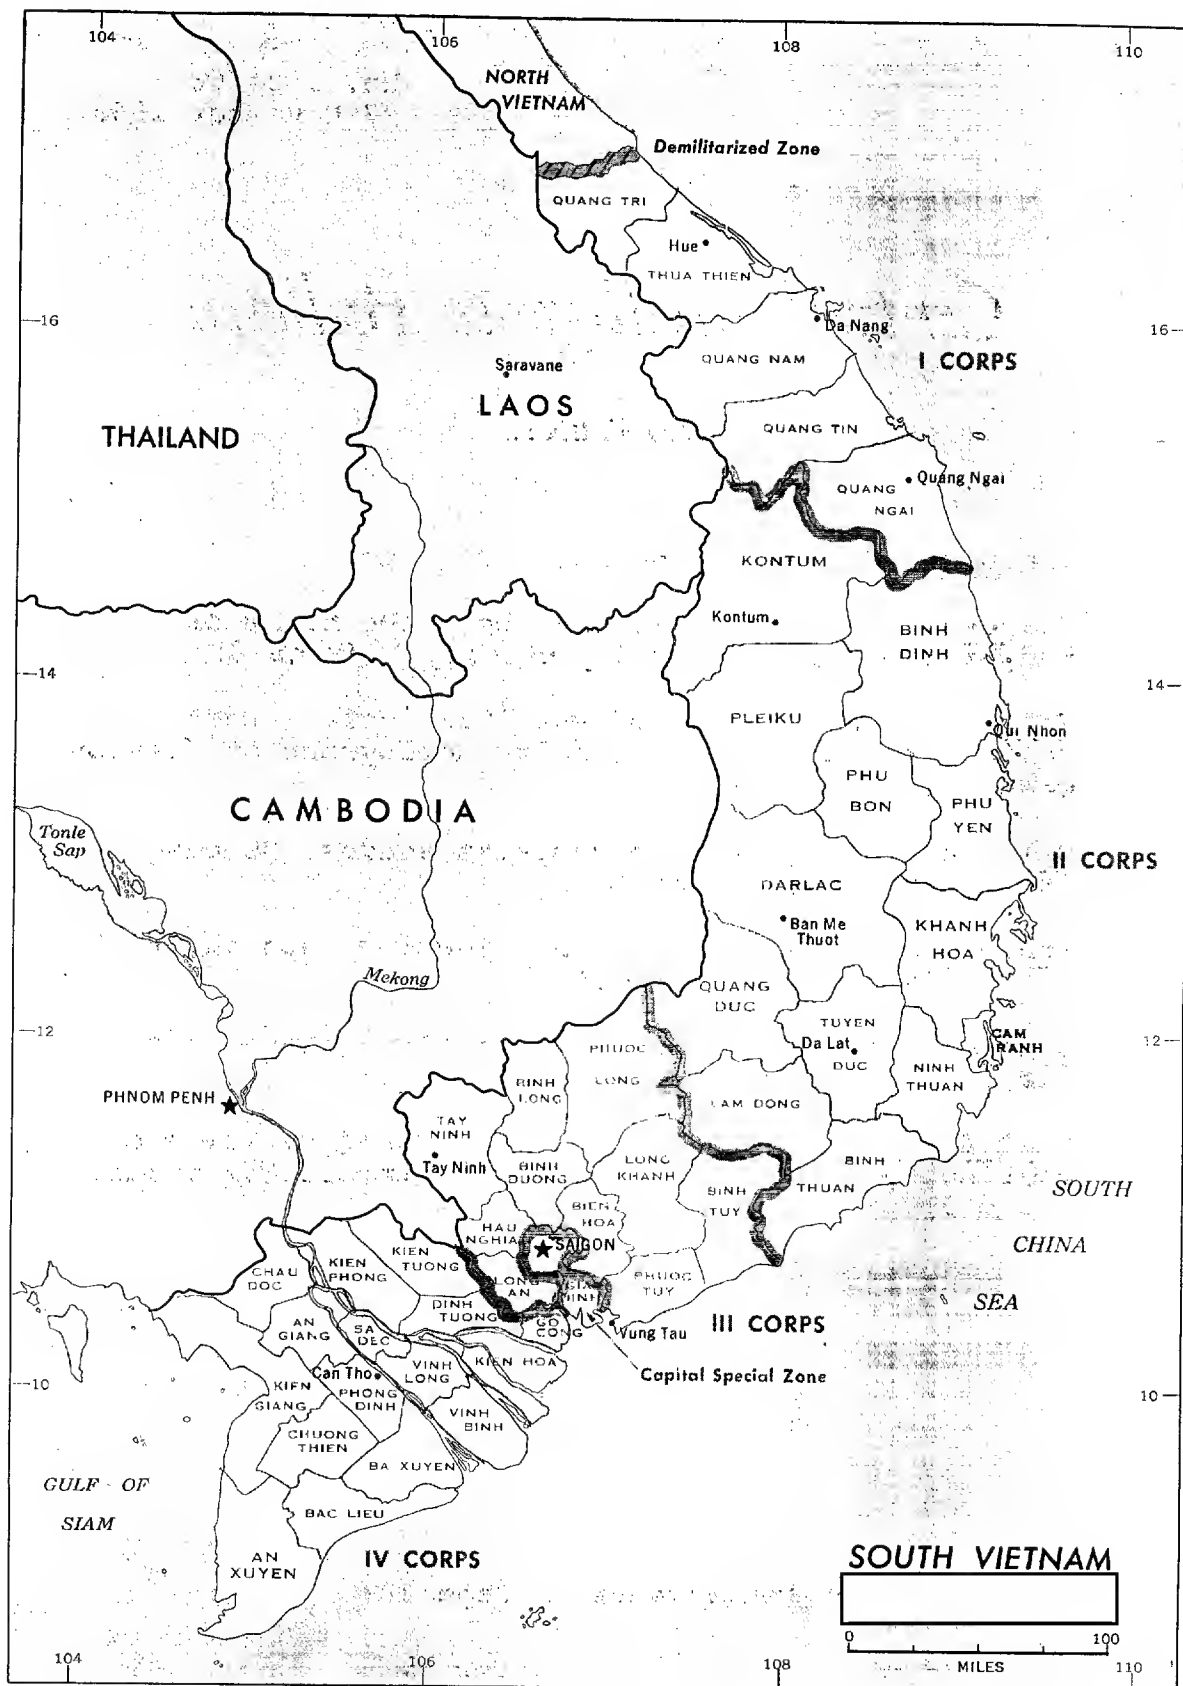 104
106
108
110
NORTH
VIETNAM
Demilitarized Zone
QUANG TRI
Hue
THUA THIEN
16
Da Nang
16
Saravane
QUANG NAM
I CORPS
LAOS
THAILAND
QUANG TIN
QUANG
NGAI
Quang Ngai
KONTUM
Kontum
BINH
DINH
14
14
PLEIKU
Qui Nhon
PHU
BON
PHU
YEN
CAMBODIA
Tonle
Sap
II CORPS
DARLAC
Ban Me
Thuot
KHANH
HOA
Mekong
QUANG
DUC
12
TUYEN
DUC
Da Lat
CAM
RANH
12
PHUOC
LONG
NINH
THUAN
PHNOM PENH
BINH
LONG
LAM DONG
TAY
NINH
Tay Ninh
BINH
DUONG
LONG
KHANH
BINH
TUY
BINH
THUAN
SOUTH
CHINA
SEA
BIEN
HOA
HAU
NGHIA
SAIGON
KIEN
TUONG
KIEN
PHONG
CHAU
DOC
LONG
AN
GIA
DINH
PHUOC
TUY
DINH
TUONG
GO
CONG
AN
GIANG
SA
DEC
Vung Tau
III CORPS
KIEN HOA
VINH
LONG
Can Tho
Capital Special Zone
10
10
KIEN
GIANG
PHONG
DINH
VINH
BINH
CHUONG
THIEN
BA XUYEN
GULF OF
SIAM
BAC LIEU
AN
XUYEN
IV CORPS
SOUTH VIETNAM
0
100
MILES
104
106
108
110